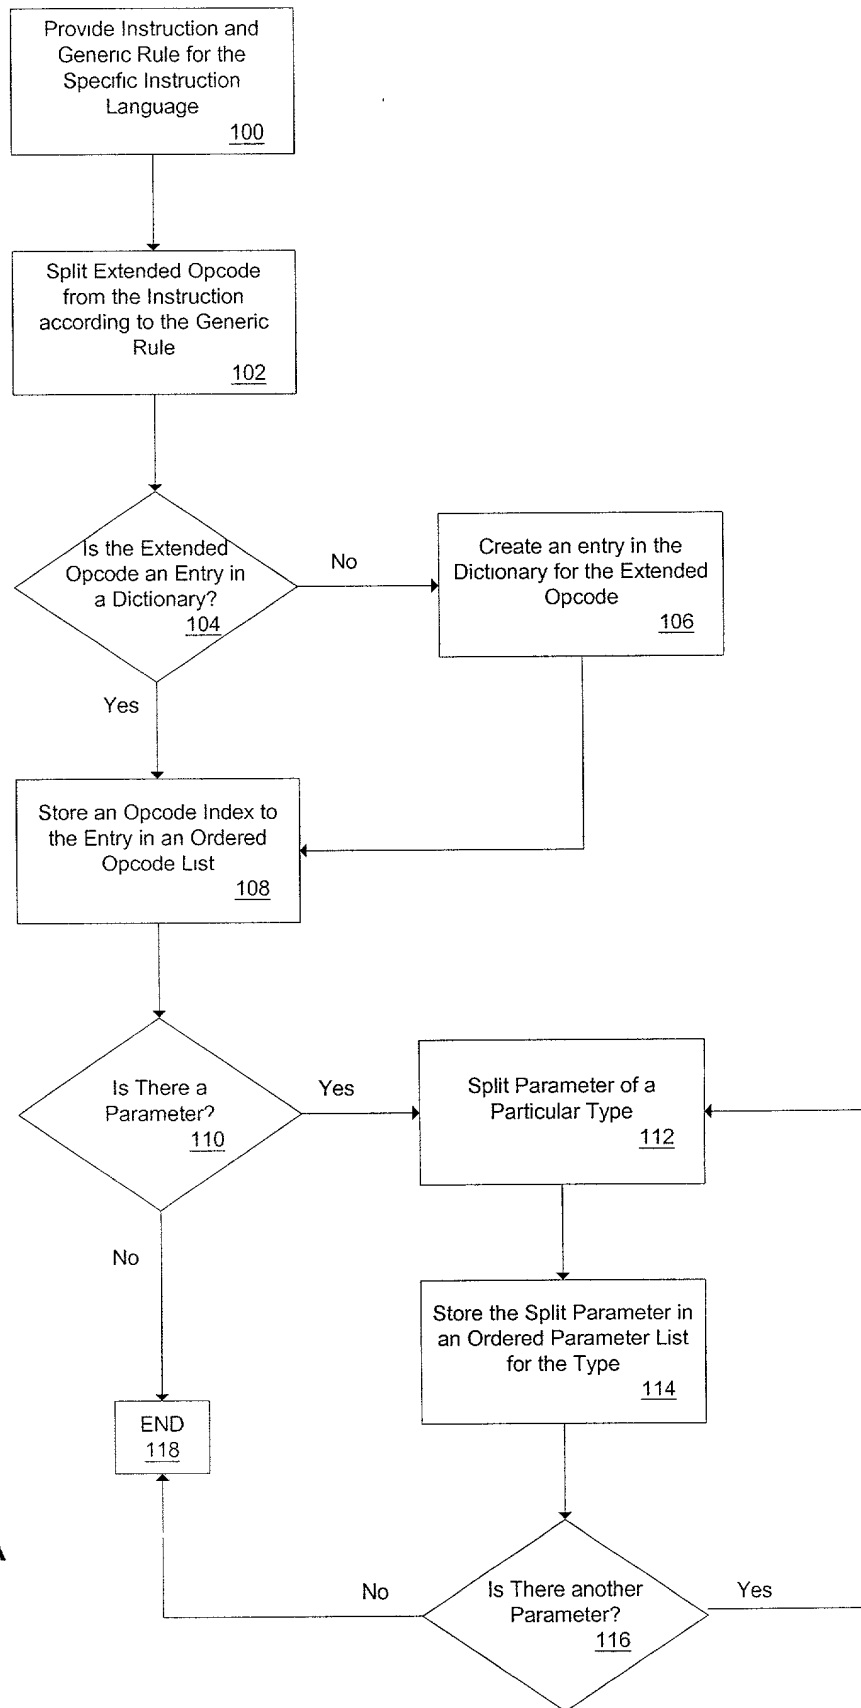 Provide Instruction and
Generic Rule for the
Specific Instruction
Language
100
Split Extended Opcode
from the Instruction
according to the Generic
Rule
102
Is the Extended
Opcode an Entry in
a Dictionary?
104
No
Create an entry in the
Dictionary for the Extended
Opcode
106
Yes
Store an Opcode Index to
the Entry in an Ordered
Opcode List
108
Is There a
Parameter?
110
Yes
Split Parameter of a
Particular Type
112
No
Store the Split Parameter in
an Ordered Parameter List
for the Type
114
END
118
No
Is There another
Parameter?
116
Yes